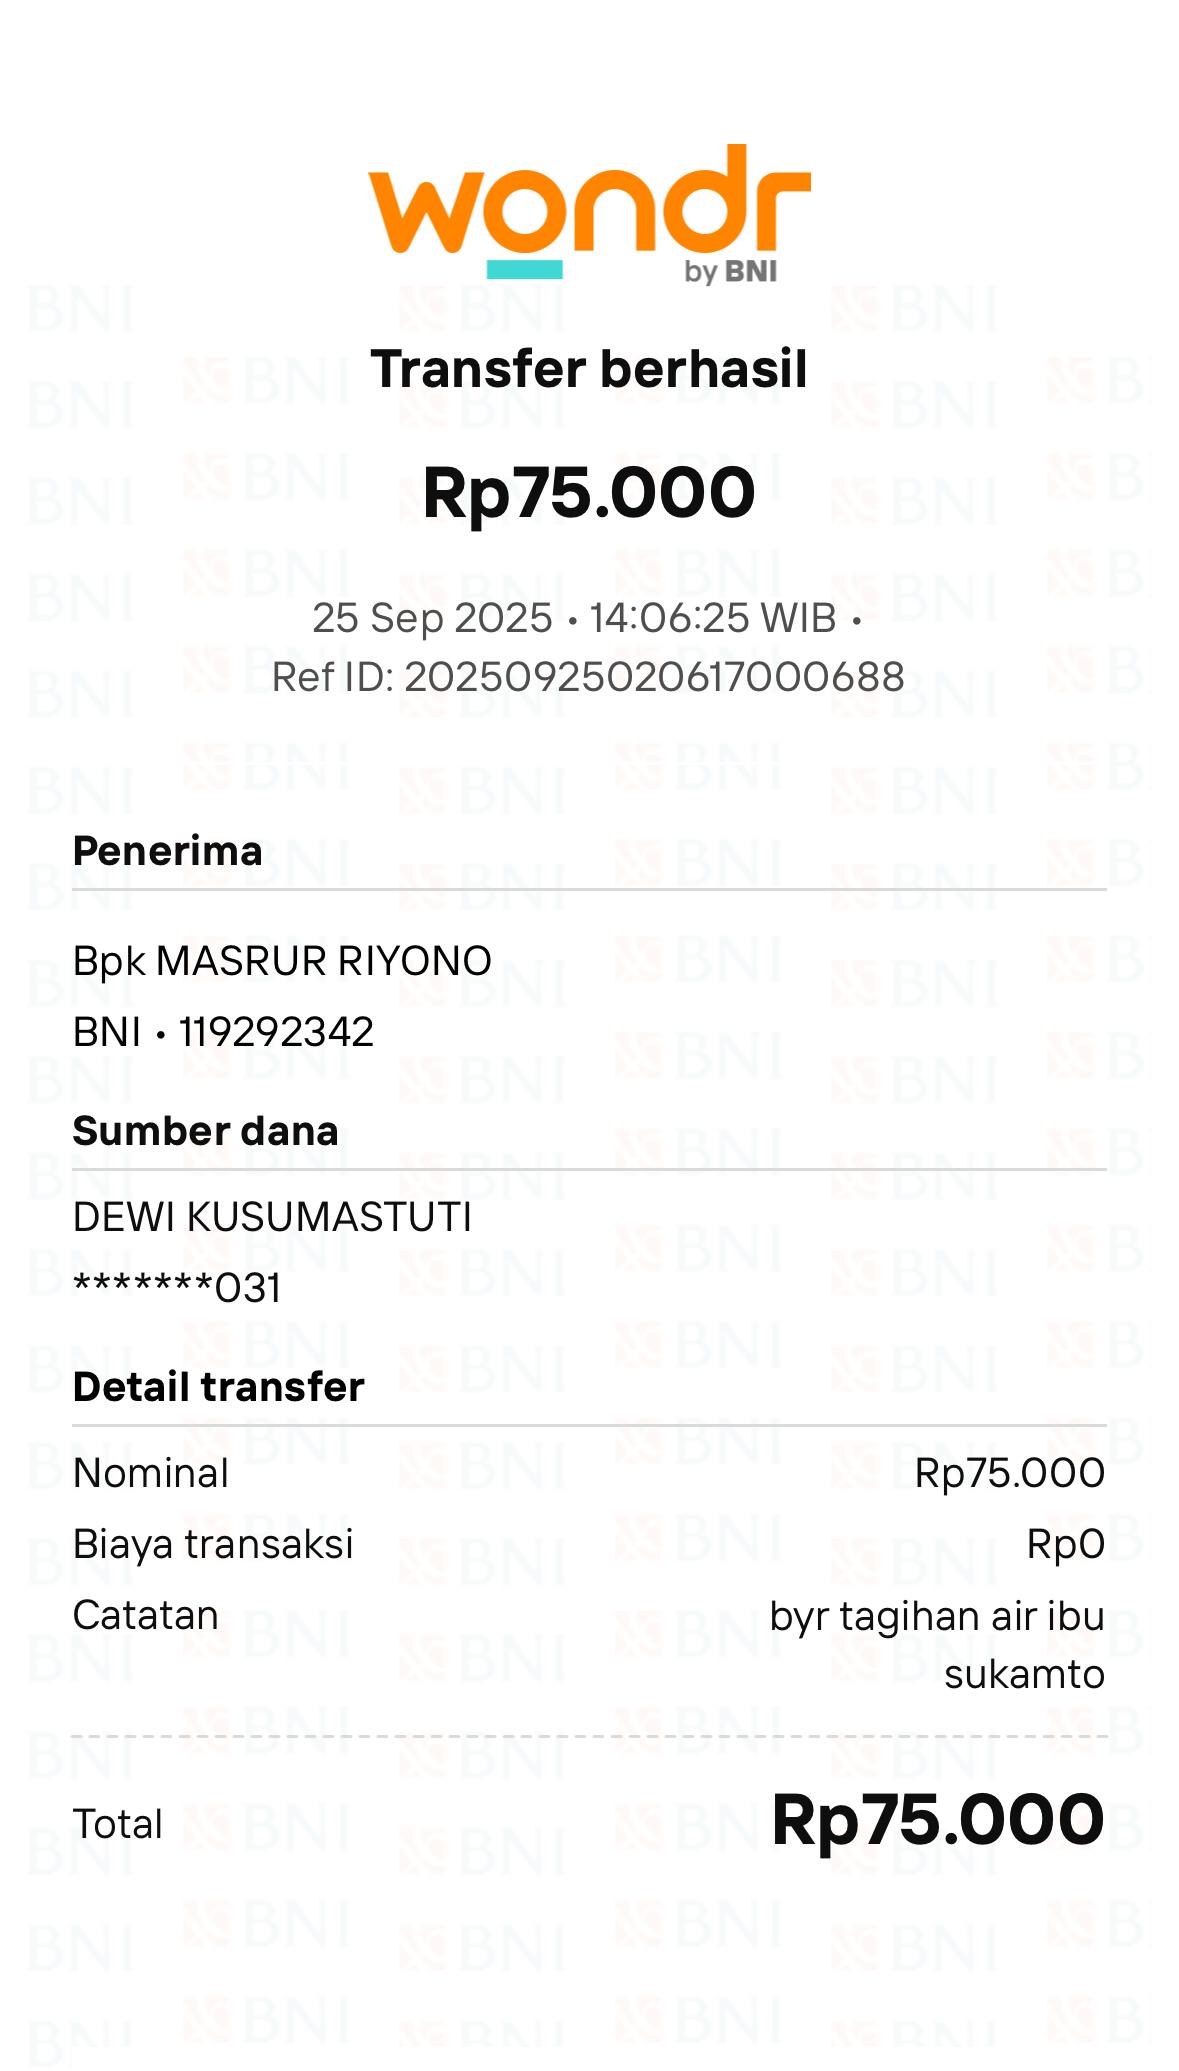 wondr
by BNI
Transfer berhasil
Rp75.000
25 Sep 2025 • 14:06:25 WIB •
Ref ID: 20250925020617000688
Penerima
Bpk MASRUR RIYONO
BNI • 119292342
Sumber dana
DEWI KUSUMASTUTI
*******031
Detail transfer
Nominal Rp75.000
Biaya transaksi Rp0
Catatan byr tagihan air ibu
sukamto
Total Rp75.000